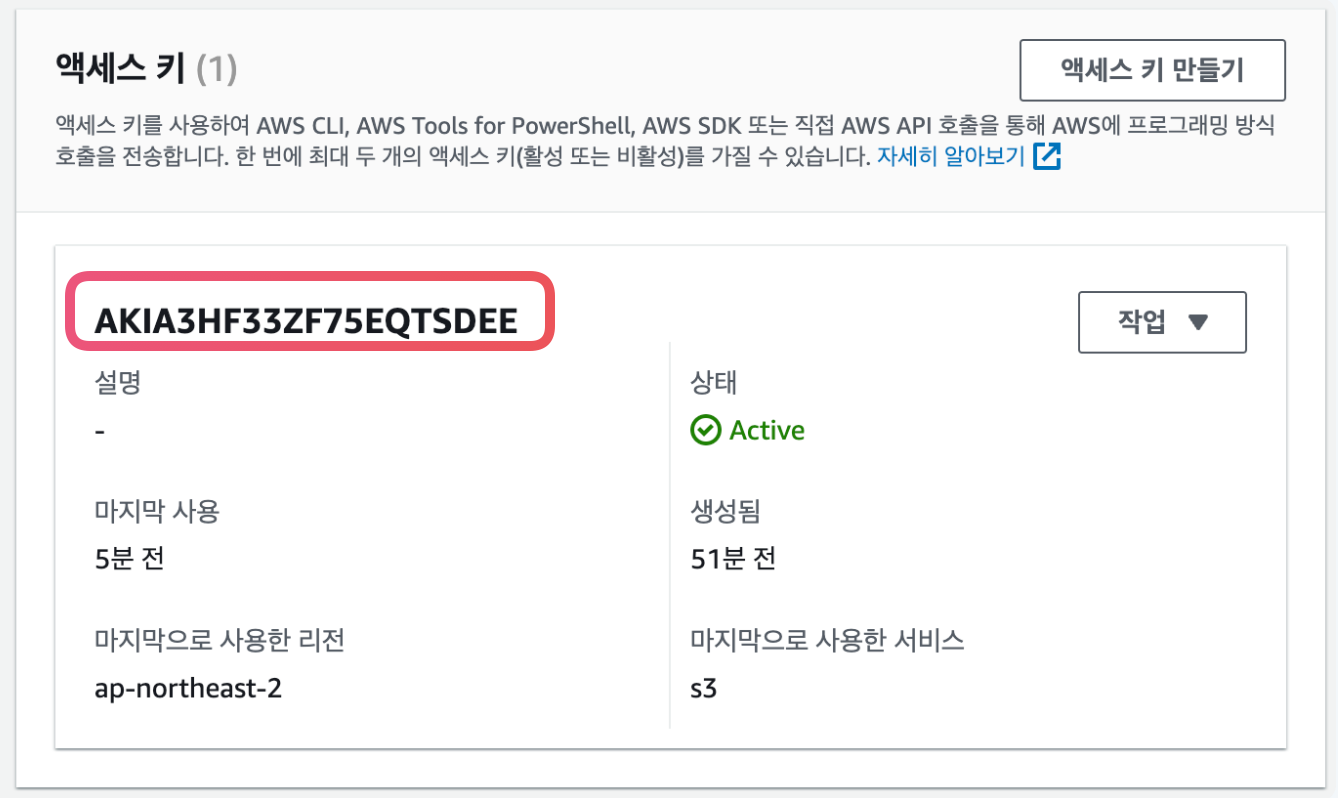 액세스 키 (1)
액세스 키 만들기
액세스 키를 사용하여 AWS CLI, AWS Tools for PowerShell, AWS SDK 또는 직접 AWS API 호출을 통해 AWS에 프로그래밍 방식
호출을 전송합니다. 한 번에 최대 두 개의 액세스 키(활성 또는 비활성)를 가질 수 있습니다. 자세히 알아보기
AKIA3HF33ZF75EQTSDEE
작업
설명
-
상태
Active
마지막 사용
5분 전
생성됨
51분 전
마지막으로 사용한 리전
ap-northeast-2
마지막으로 사용한 서비스
s3